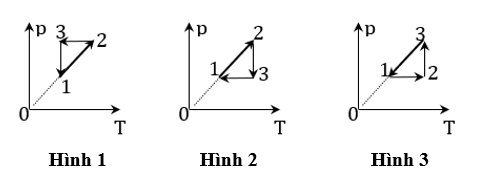 p 3 2
1
0 T
Hình 1
p 2
1 3
0 T
Hình 2
p 3
1 2
0 T
Hình 3